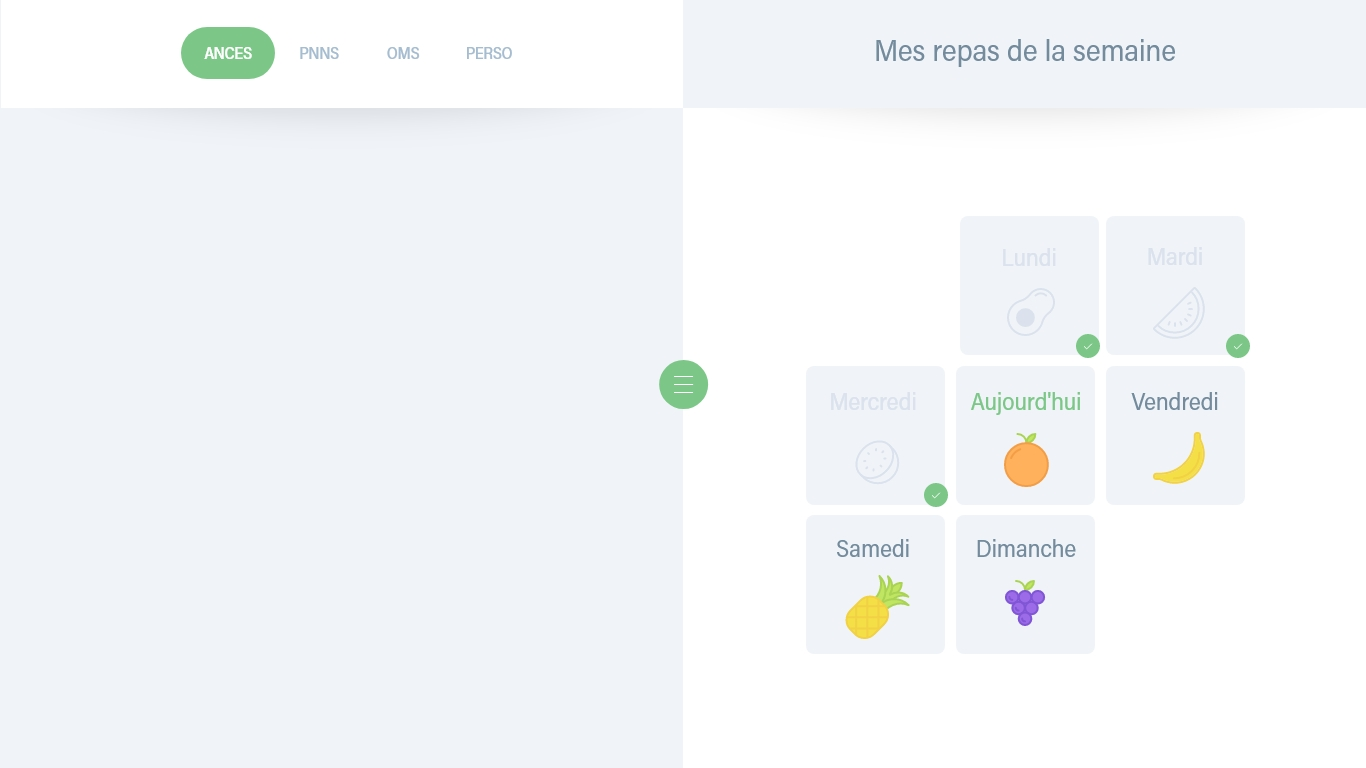 ANCES
PNNS
OMS
PERSO
Mes repas de la semaine
Lundi
Mardi
Mercredi
Aujourd'hui
Vendredi
Samedi
Dimanche